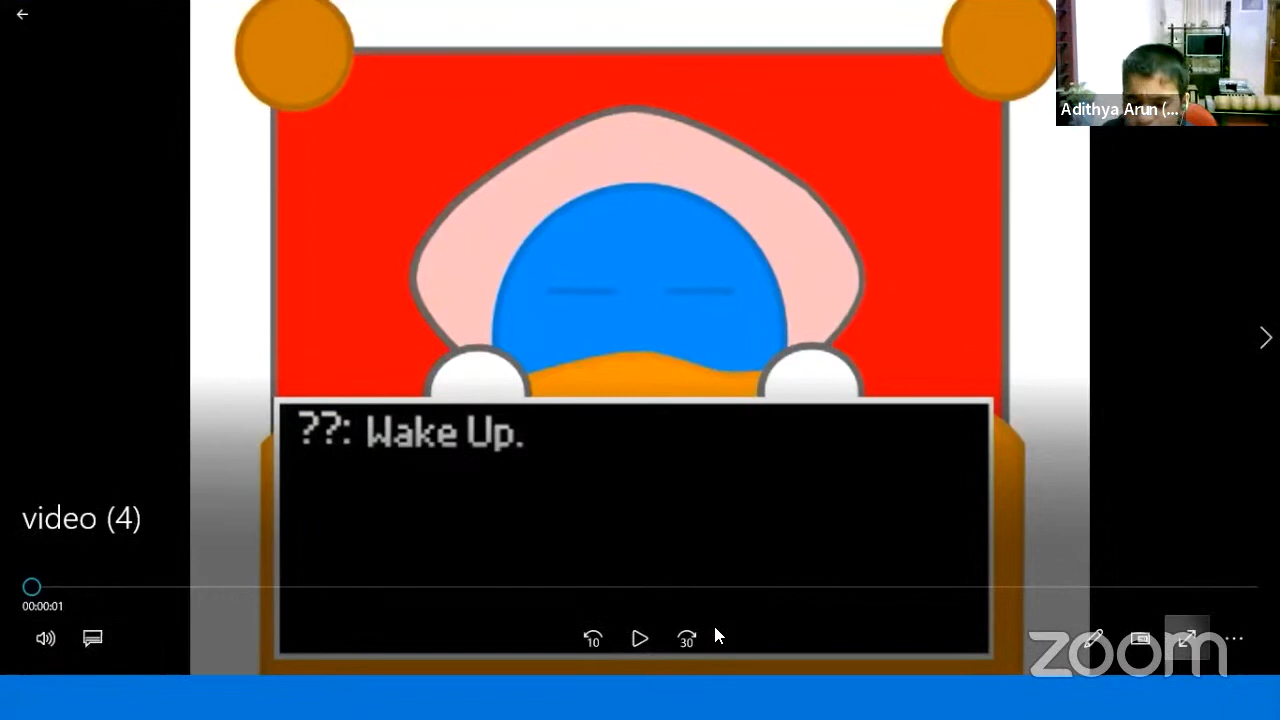 Adithya Arun (...
??: Wake Up.
video (4)
00:00:01
10
30
zoom